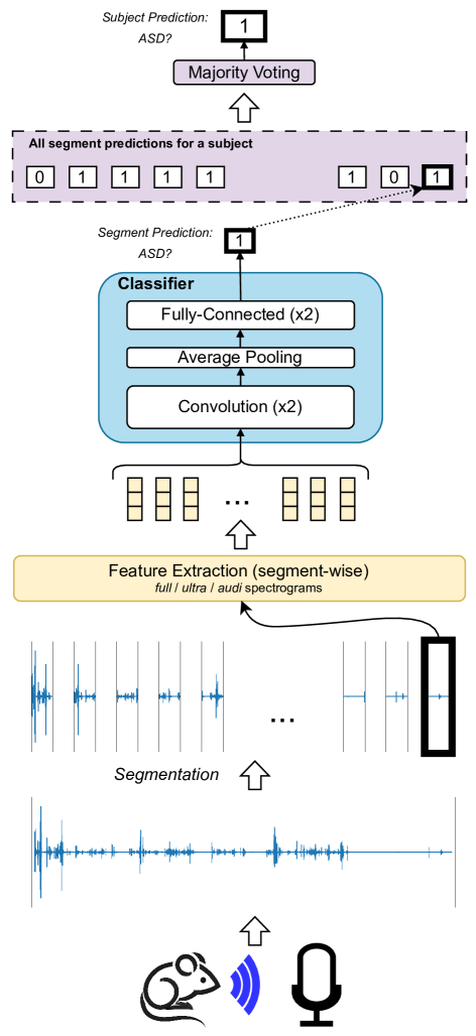 Subject Prediction:
ASD?
1
Majority Voting
All segment predictions for a subject
0 1 1 1 1 1 0 1
Segment Prediction:
ASD?
1
Classifier
Fully-Connected (x2)
Average Pooling
Convolution (x2)
...
Feature Extraction (segment-wise)
full / ultra / audi spectrograms
...
Segmentation